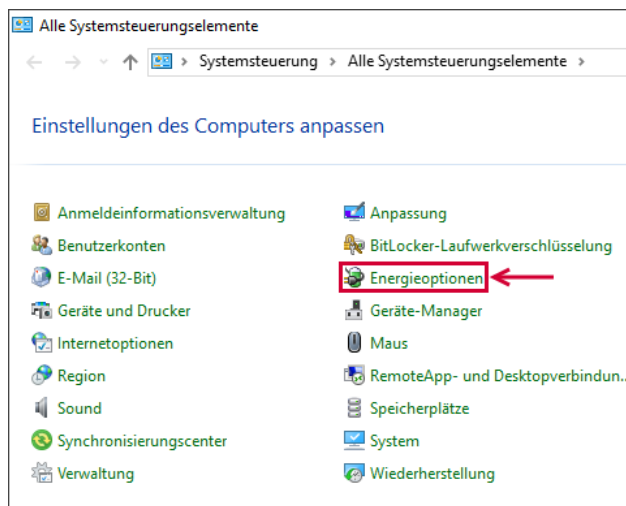 Alle Systemsteuerungselemente
Systemsteuerung > Alle Systemsteuerungselemente >
Einstellungen des Computers anpassen
Anmeldeinformationsverwaltung
Anpassung
Benutzerkonten
BitLocker-Laufwerkverschlüsselung
E-Mail (32-Bit)
Energieoptionen
Geräte und Drucker
Geräte-Manager
Internetoptionen
Maus
Region
RemoteApp- und Desktopverbindun...
Sound
Speicherplätze
Synchronisierungscenter
System
Verwaltung
Wiederherstellung